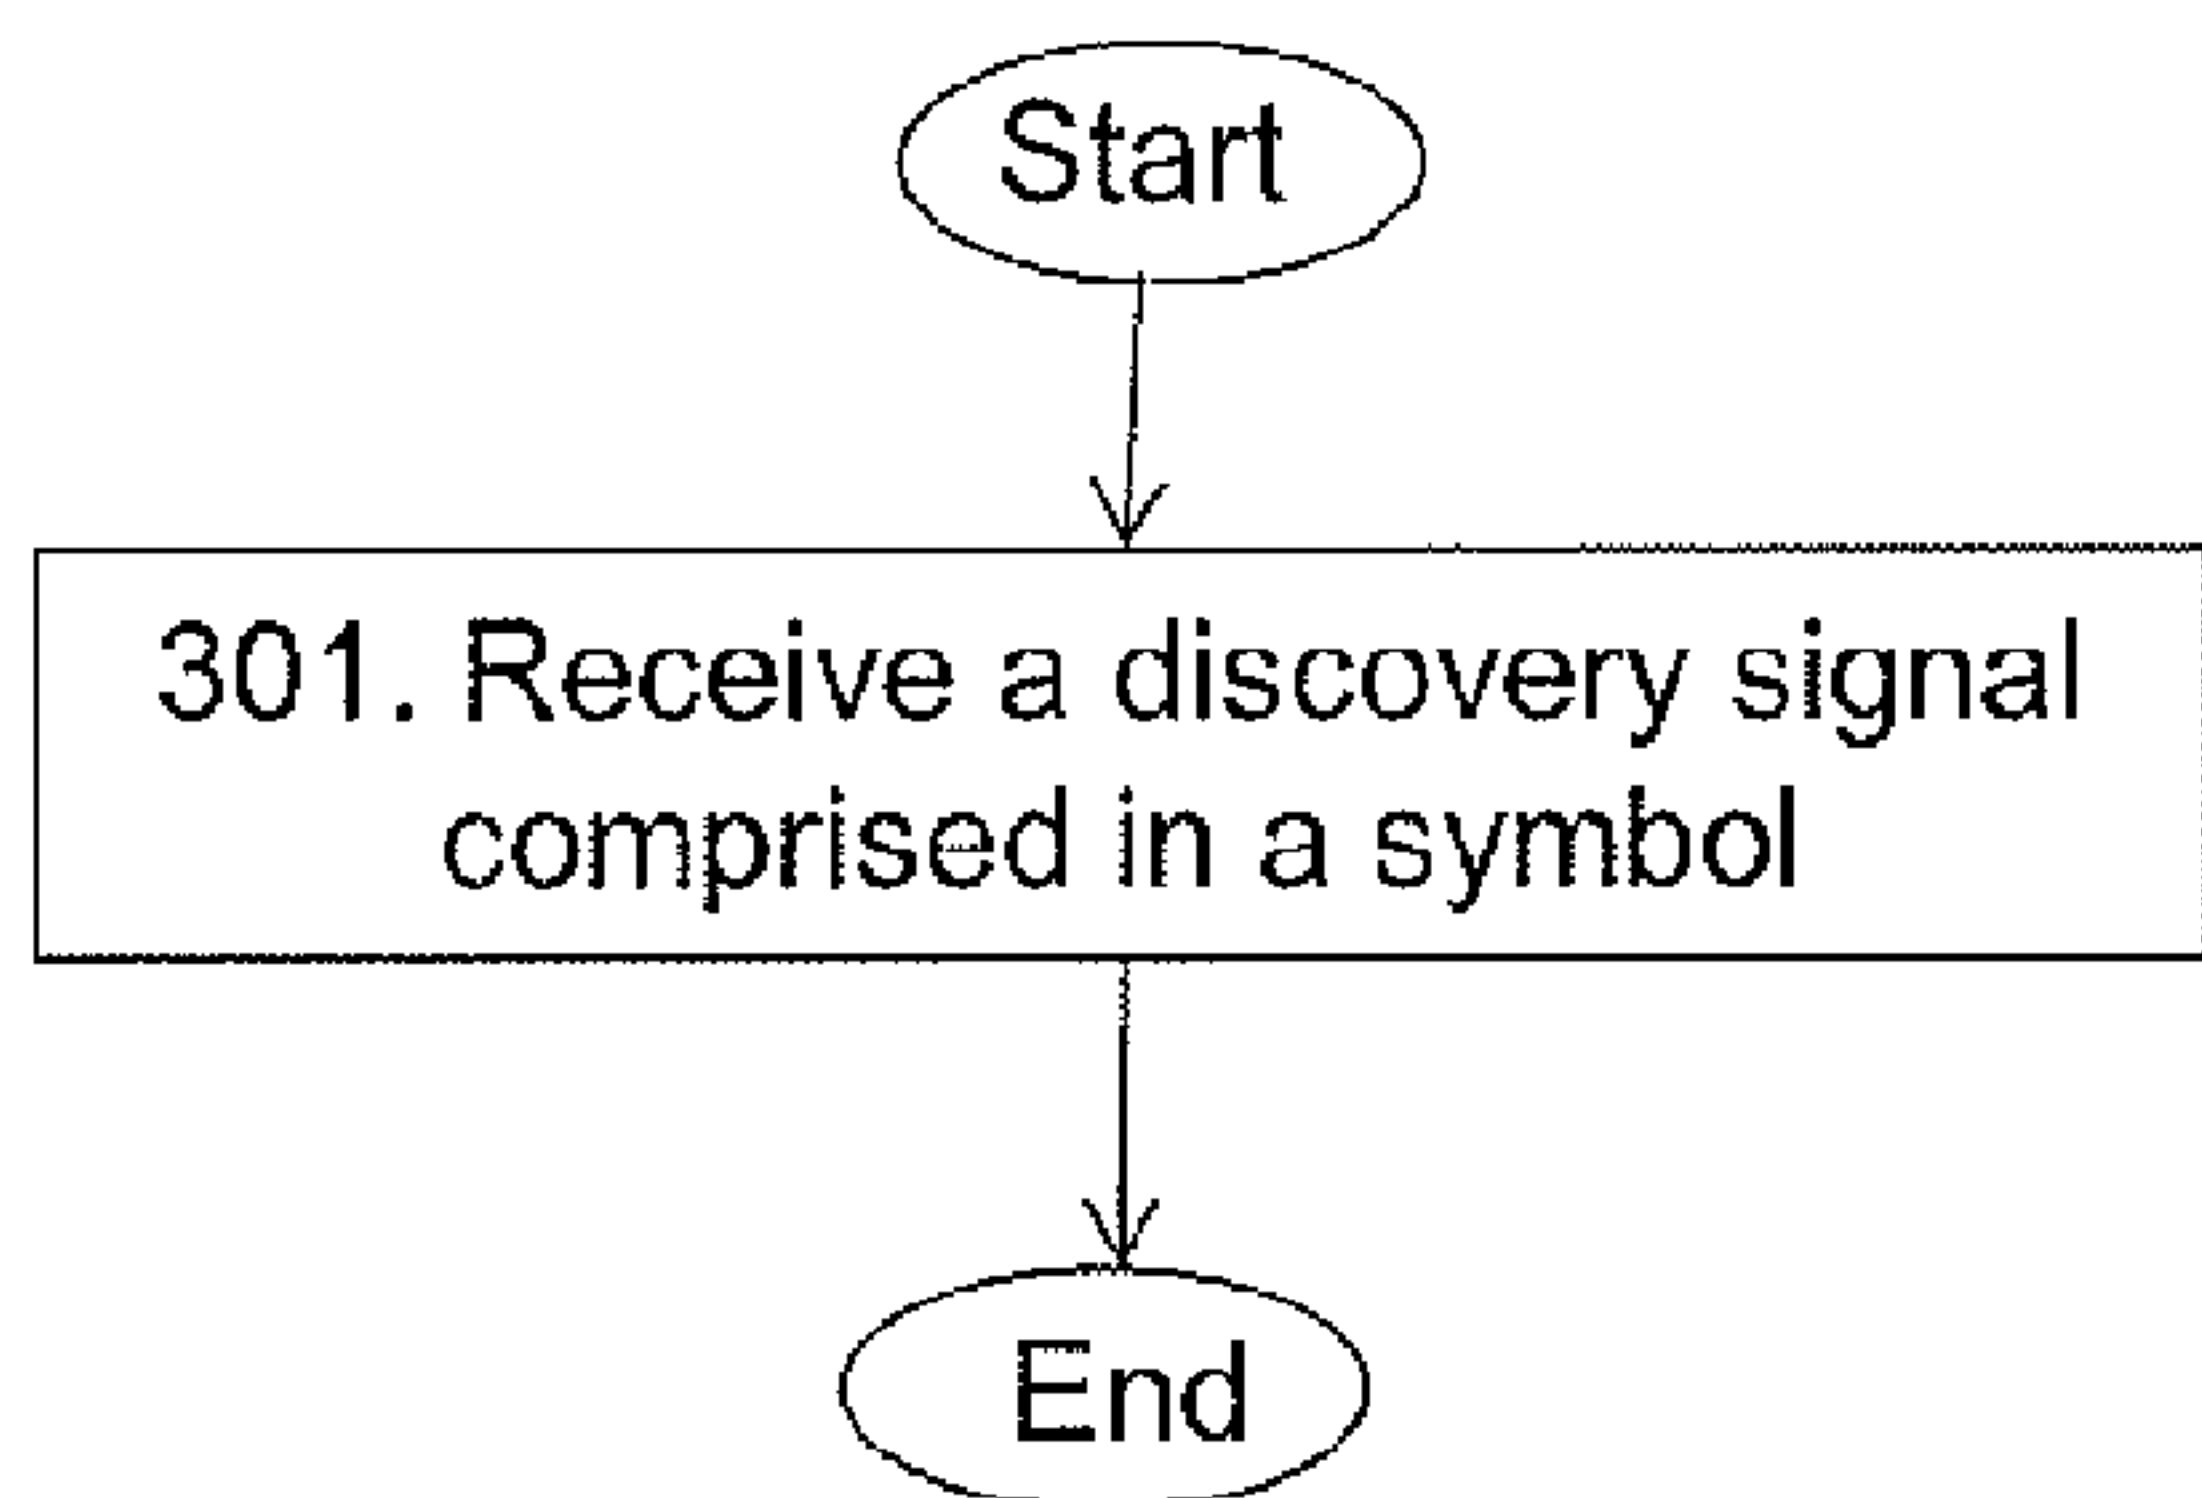 Start
301. Receive a discovery signal
comprised in a symbol
End